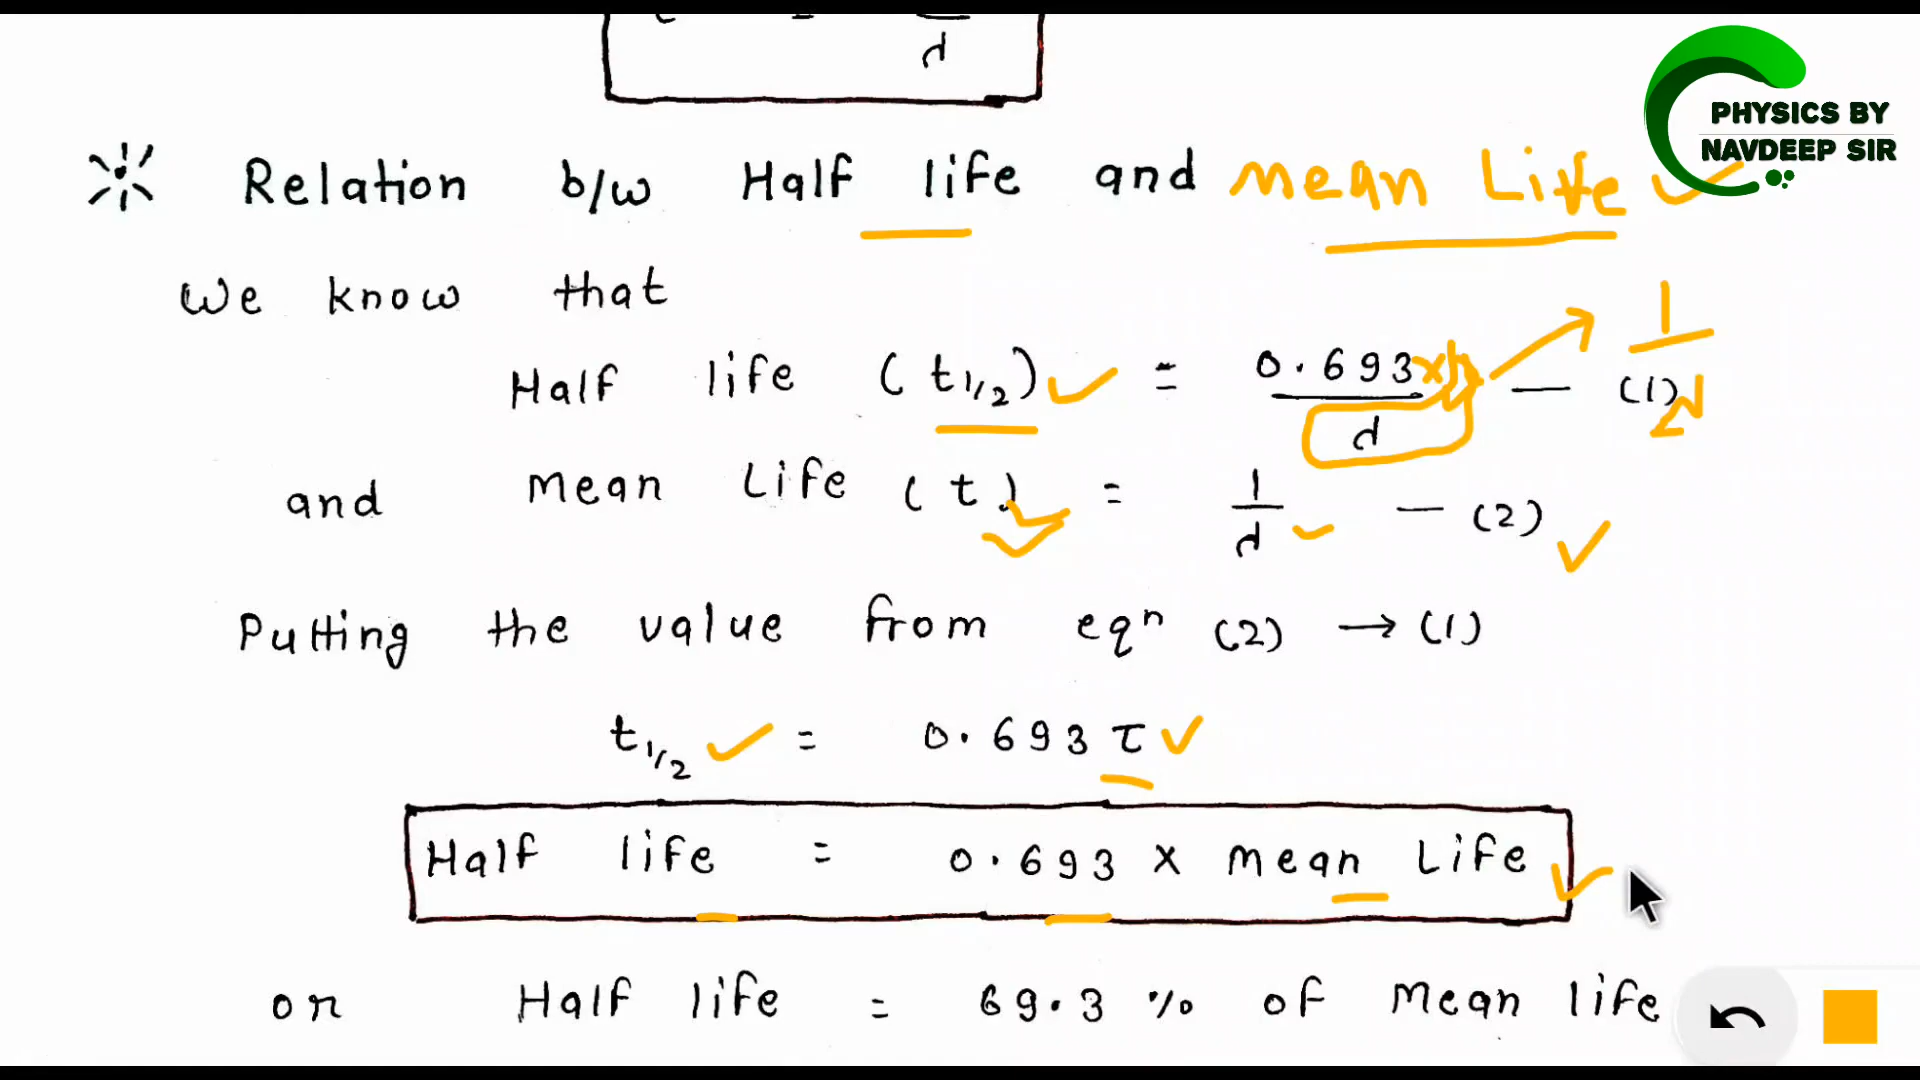 d
PHYSICS BY
NAVDEEP SIR
Relation b/w Half life and mean Life
We know that
Half life (t1/2) = 0.693/d — (1)
and mean Life (t) = 1/d — (2)
Putting the value from eqn (2) → (1)
t1/2 = 0.693 τ
Half life = 0.693 x mean Life
or Half life = 69.3 % of Mean life